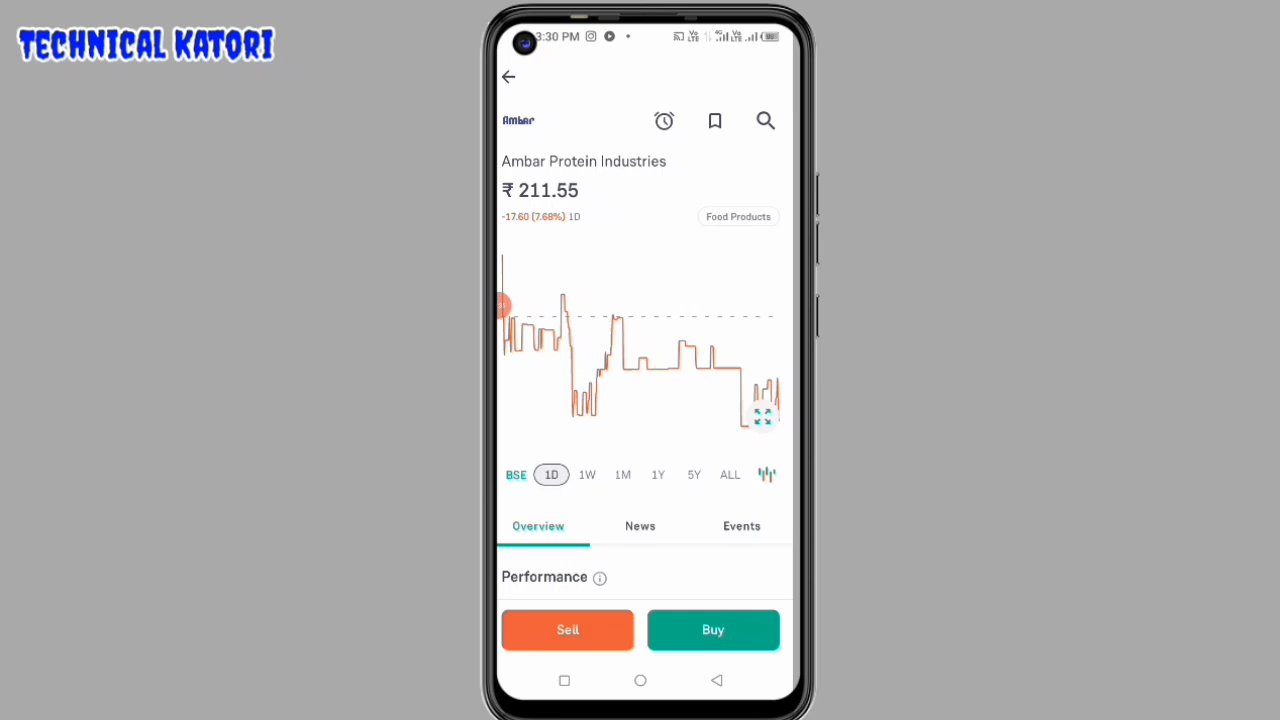 TECHNICAL KATORI
3:30 PM
Ambar
Ambar Protein Industries
₹ 211.55
-17.60 (7.68%) 1D
Food Products
BSE 1D 1W 1M 1Y 5Y ALL
Overview News Events
Performance
Sell Buy